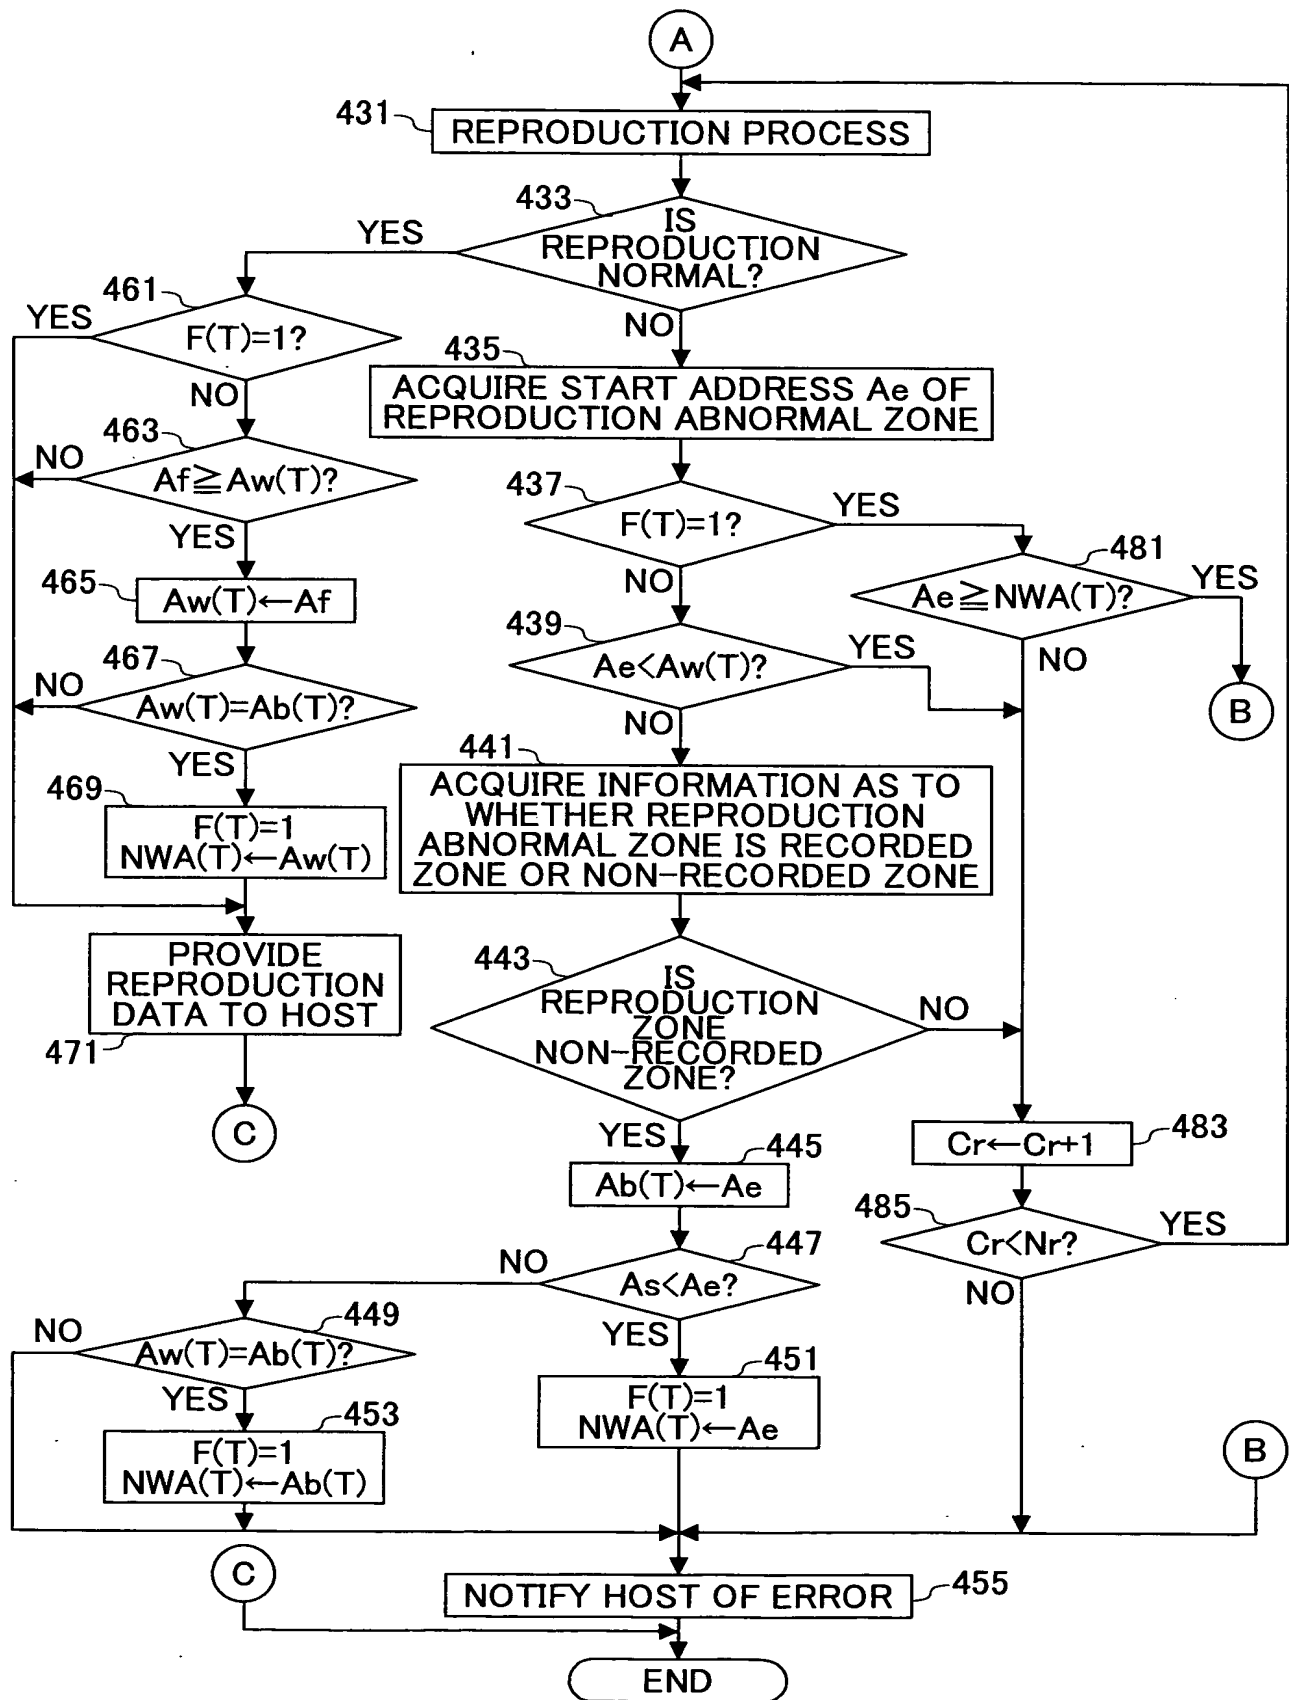 A
431
REPRODUCTION PROCESS
433
IS
REPRODUCTION
NORMAL?
YES
NO
461
F(T)=1?
YES
NO
435
ACQUIRE START ADDRESS Ae OF
REPRODUCTION ABNORMAL ZONE
463
Af≧Aw(T)?
NO
YES
437
F(T)=1?
YES
NO
481
Ae≧NWA(T)?
YES
NO
B
465
Aw(T)←Af
439
Ae<Aw(T)?
YES
NO
467
Aw(T)=Ab(T)?
NO
YES
441
ACQUIRE INFORMATION AS TO
WHETHER REPRODUCTION
ABNORMAL ZONE IS RECORDED
ZONE OR NON-RECORDED ZONE
469
F(T)=1
NWA(T)←Aw(T)
PROVIDE
REPRODUCTION
DATA TO HOST
471
C
443
IS
REPRODUCTION
ZONE
NON-RECORDED
ZONE?
NO
YES
445
Ab(T)←Ae
483
Cr←Cr+1
485
Cr<Nr?
YES
NO
447
As<Ae?
NO
YES
449
Aw(T)=Ab(T)?
NO
YES
451
F(T)=1
NWA(T)←Ae
453
F(T)=1
NWA(T)←Ab(T)
B
C
NOTIFY HOST OF ERROR
455
END